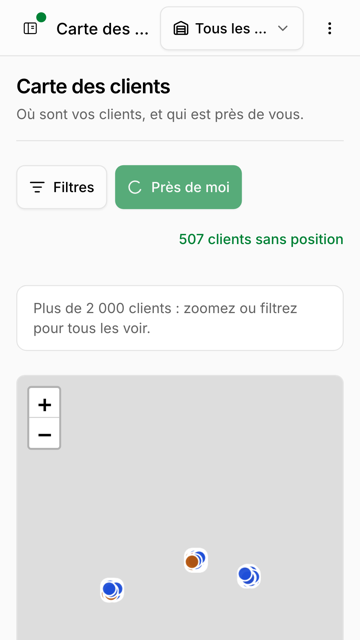 Carte des ...
Tous les ...
Carte des clients
Où sont vos clients, et qui est près de vous.
Filtres
Près de moi
507 clients sans position
Plus de 2 000 clients : zoomez ou filtrez
pour tous les voir.
+
−